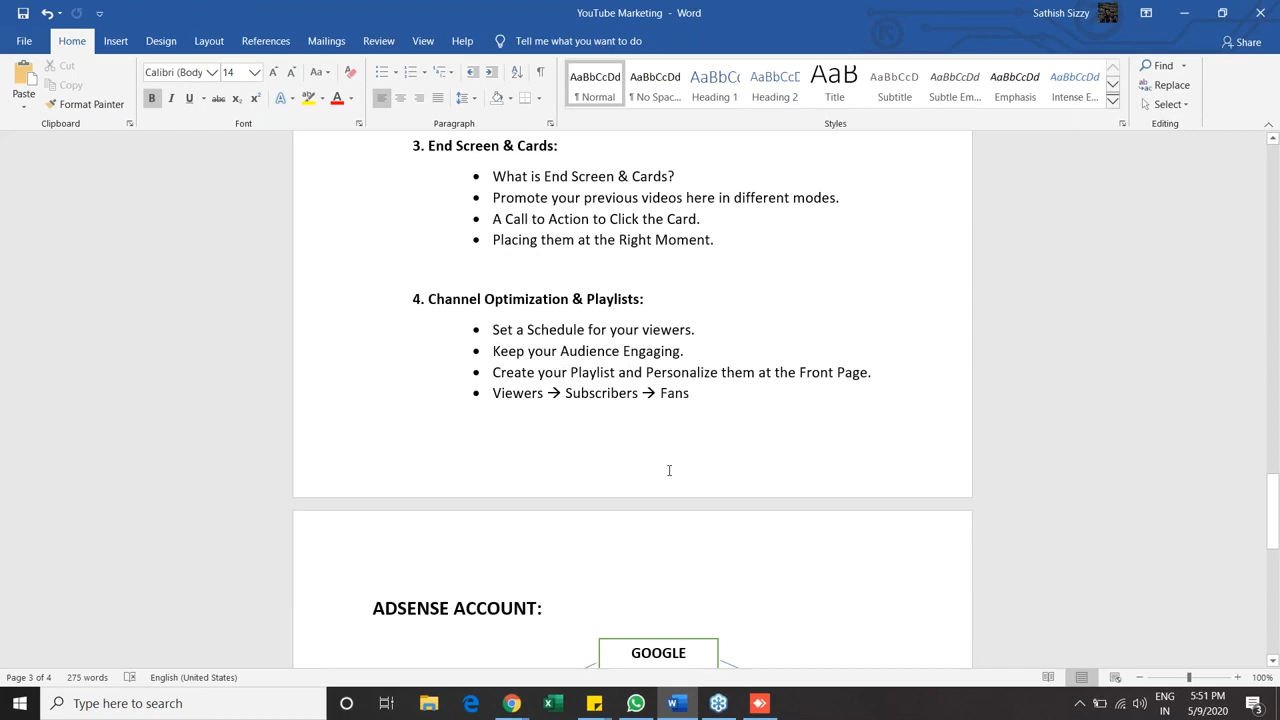 YouTube Marketing - Word
Sathish Sizzy
File Home Insert Design Layout References Mailings Review View Help Tell me what you want to do
Share
Paste
Cut
Copy
Format Painter
Clipboard
Calibri (Body 14
Aa
B I U abc x₂ x² A A
Font
Paragraph
AaBbCcDd AaBbCcDd AaBbC( AaBbCcE AaB AaBbCcD AaBbCcDd AaBbCcDd AaBbCcDd
¶ Normal ¶ No Spac... Heading 1 Heading 2 Title Subtitle Subtle Em... Emphasis Intense E...
Styles
Find
Replace
Select
Editing
3. End Screen & Cards:
• What is End Screen & Cards?
• Promote your previous videos here in different modes.
• A Call to Action to Click the Card.
• Placing them at the Right Moment.
4. Channel Optimization & Playlists:
• Set a Schedule for your viewers.
• Keep your Audience Engaging.
• Create your Playlist and Personalize them at the Front Page.
• Viewers → Subscribers → Fans
ADSENSE ACCOUNT:
GOOGLE
Page 3 of 4 275 words English (United States)
100%
Type here to search
ENG
IN
5:51 PM
5/9/2020
3